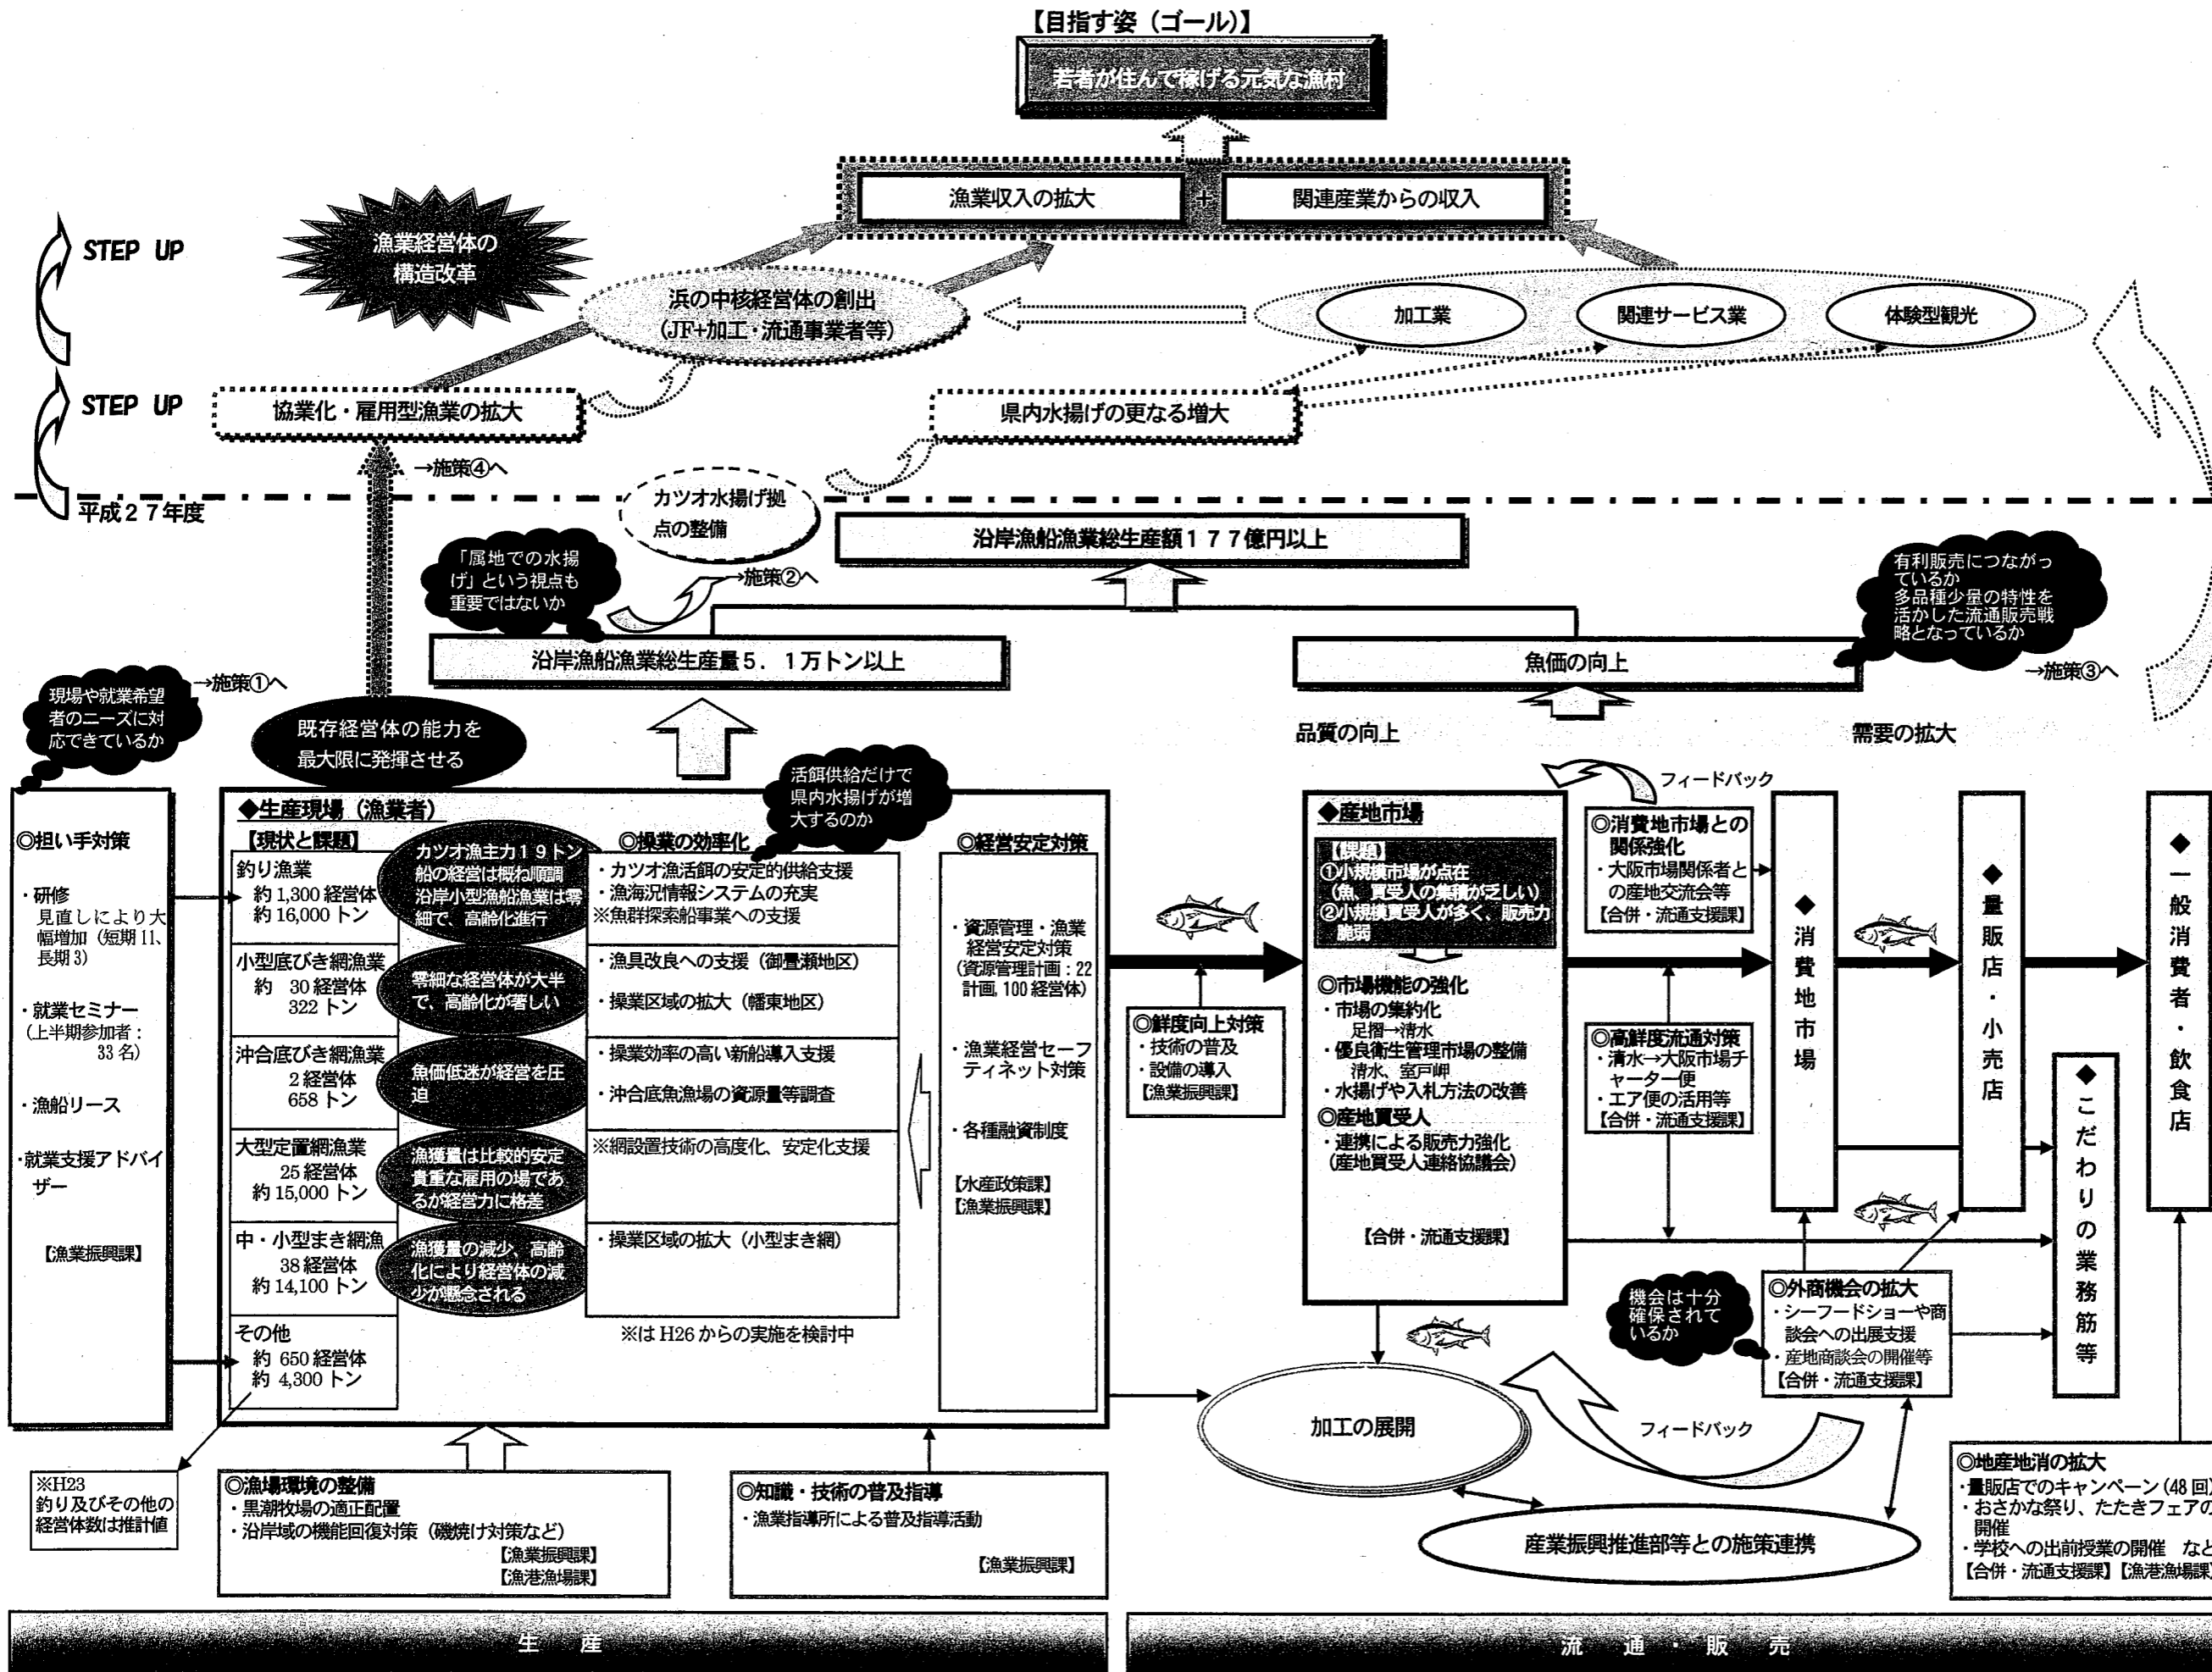 【目指す姿（ゴール）】
若者が住んで稼げる元気な漁村
漁業収入の拡大
+
関連産業からの収入
STEP UP
漁業経営体の
構造改革
浜の中核経営体の創出
（JF+加工・流通事業者等）
加工業
関連サービス業
体験型観光
STEP UP
協業化・雇用型漁業の拡大
県内水揚げの更なる増大
→施策④へ
平成２７年度
カツオ水揚げ拠
点の整備
沿岸漁船漁業総生産額１７７億円以上
「属地での水揚
げ」という視点も
重要ではないか
→施策②へ
有利販売につながっ
ているか
多品種少量の特性を
活かした流通販売戦
略となっているか
→施策③へ
沿岸漁船漁業総生産量５．１万トン以上
魚価の向上
現場や就業希望
者のニーズに対
応できているか
→施策①へ
既存経営体の能力を
最大限に発揮させる
品質の向上
需要の拡大
活餌供給だけで
県内水揚げが増
大するのか
フィードバック
◎担い手対策
・研修
見直しにより大
幅増加（短期11、
長期3）
・就業セミナー
（上半期参加者：
33名）
・漁船リース
・就業支援アドバイ
ザー
【漁業振興課】
◆生産現場（漁業者）
【現状と課題】
釣り漁業
約1,300経営体
約16,000トン
小型底びき網漁業
約 30経営体
322トン
沖合底びき網漁業
2経営体
658トン
大型定置網漁業
25経営体
約15,000トン
中・小型まき網漁
38経営体
約14,100トン
その他
約 650経営体
約 4,300トン
カツオ漁主力１９トン
船の経営は概ね順調
沿岸小型漁船漁業は零
細で、高齢化進行
零細な経営体が大半
で、高齢化が著しい
魚価低迷が経営を圧
迫
漁獲量は比較的安定
貴重な雇用の場であ
るが経営力に格差
漁獲量の減少、高齢
化により経営体の減
少が懸念される
◎操業の効率化
・カツオ漁活餌の安定的供給支援
・漁海況情報システムの充実
※魚群探索船事業への支援
・漁具改良への支援（御畳瀬地区）
・操業区域の拡大（幡東地区）
・操業効率の高い新船導入支援
・沖合底魚漁場の資源量等調査
※網設置技術の高度化、安定化支援
・操業区域の拡大（小型まき網）
※はH26からの実施を検討中
◎経営安定対策
・資源管理・漁業
経営安定対策
（資源管理計画：22
計画, 100経営体）
・漁業経営セーフ
ティネット対策
・各種融資制度
【水産政策課】
【漁業振興課】
◎鮮度向上対策
・技術の普及
・設備の導入
【漁業振興課】
◆産地市場
【課題】
①小規模市場が点在
（魚、買受人の集積が乏しい）
②小規模買受人が多く、販売力
脆弱
◎市場機能の強化
・市場の集約化
足摺→清水
・優良衛生管理市場の整備
清水、室戸岬
・水揚げや入札方法の改善
◎産地買受人
・連携による販売力強化
（産地買受人連絡協議会）
【合併・流通支援課】
◎消費地市場との
関係強化
・大阪市場関係者と
の産地交流会等
【合併・流通支援課】
◎高鮮度流通対策
・清水→大阪市場チ
ャーター便
・エア便の活用等
【合併・流通支援課】
◆消費地市場
◆量販店・小売店
◆こだわりの業務筋等
◆一般消費者・飲食店
機会は十分
確保されて
いるか
◎外商機会の拡大
・シーフードショーや商
談会への出展支援
・産地商談会の開催等
【合併・流通支援課】
加工の展開
フィードバック
産業振興推進部等との施策連携
◎地産地消の拡大
・量販店でのキャンペーン（48回）
・おさかな祭り、たたきフェアの
開催
・学校への出前授業の開催 など
【合併・流通支援課】【漁港漁場課】
※H23
釣り及びその他の
経営体数は推計値
◎漁場環境の整備
・黒潮牧場の適正配置
・沿岸域の機能回復対策（磯焼け対策など）
【漁業振興課】
【漁港漁場課】
◎知識・技術の普及指導
・漁業指導所による普及指導活動
【漁業振興課】
生 産
流 通 ・ 販 売